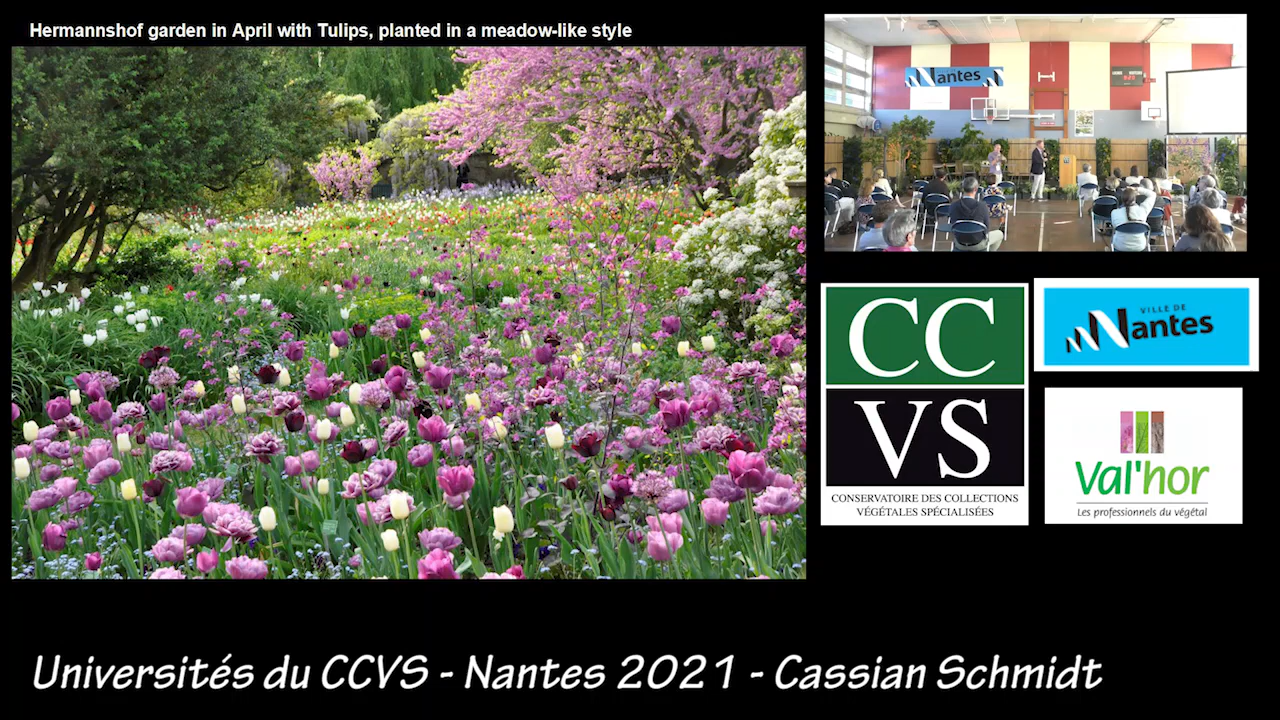 Hermannshof garden in April with Tulips, planted in a meadow-like style
Nantes
CC
VS
CONSERVATOIRE DES COLLECTIONS
VÉGÉTALES SPÉCIALISÉES
VILLE DE
Nantes
Val'hor
Les professionnels du végétal
Universités du CCVS - Nantes 2021 - Cassian Schmidt